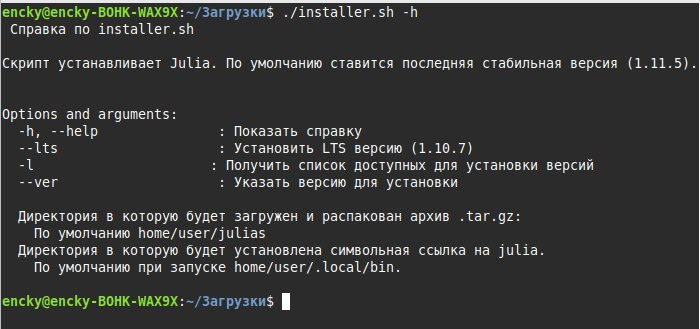 encky@encky-BOHK-WAX9X:~/Загрузки$ ./installer.sh -h
Справка по installer.sh
Скрипт устанавливает Julia. По умолчанию ставится последняя стабильная версия (1.11.5).
Options and arguments:
-h, --help : Показать справку
--lts : Установить LTS версию (1.10.7)
-l : Получить список доступных для установки версий
--ver : Указать версию для установки
Директория в которую будет загружен и распакован архив .tar.gz:
По умолчанию home/user/julias
Директория в которую будет установлена символьная ссылка на julia.
По умолчанию при запуске home/user/.local/bin.
encky@encky-BOHK-WAX9X:~/Загрузки$